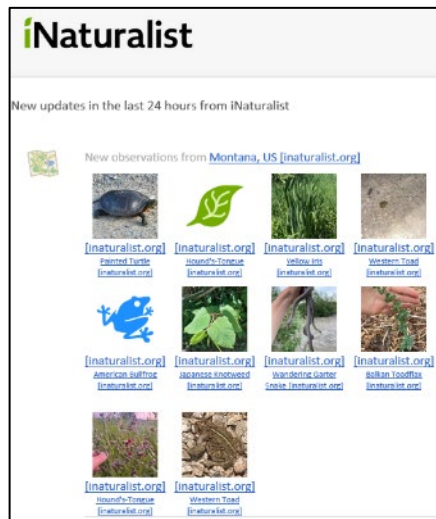 iNaturalist
New updates in the last 24 hours from iNaturalist
New observations from Montana, US [inaturalist.org]
[inaturalist.org] [inaturalist.org] [inaturalist.org] [inaturalist.org]
Painted Turtle Hound's-Tongue Yellow Iris Western Toad
[inaturalist.org] [inaturalist.org] [inaturalist.org] [inaturalist.org]
[inaturalist.org] [inaturalist.org] [inaturalist.org] [inaturalist.org]
American Bullfrog Japanese Knotweed Wandering Garter Balkan Toadflax
[inaturalist.org] [inaturalist.org] Snake [inaturalist.org] [inaturalist.org]
[inaturalist.org] [inaturalist.org]
Hound's-Tongue Western Toad
[inaturalist.org] [inaturalist.org]